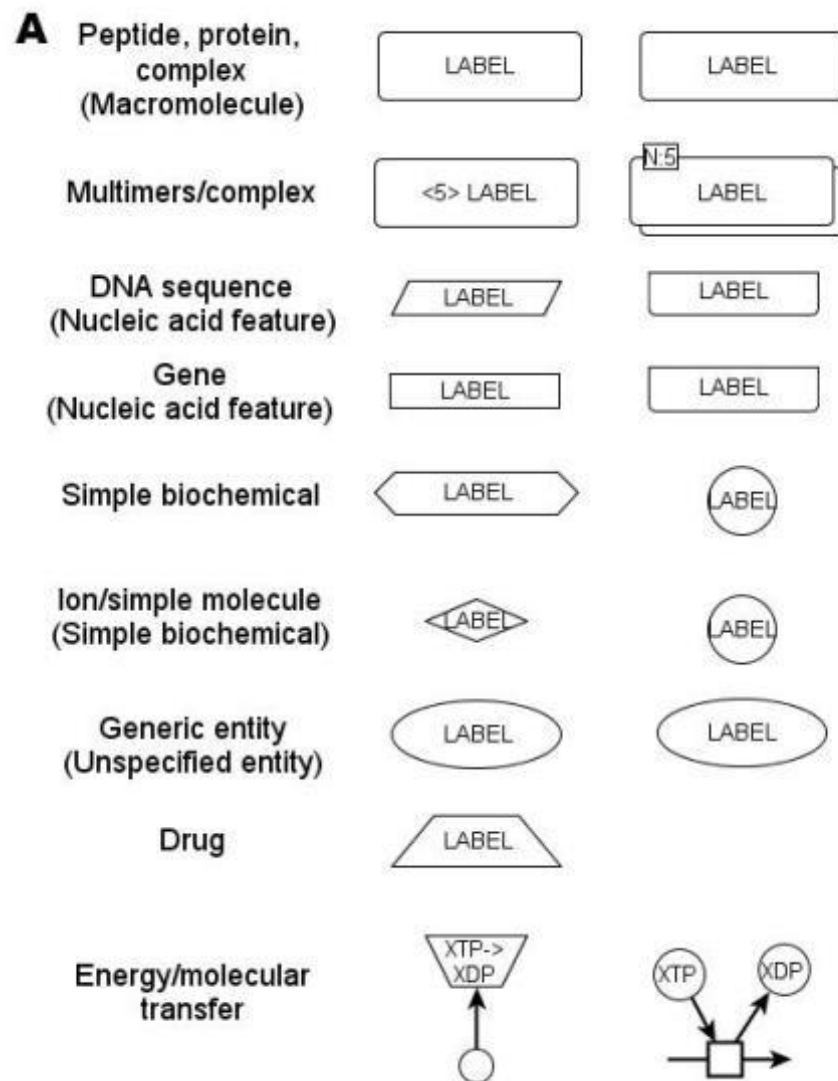 A
Peptide, protein,
complex
(Macromolecule)
LABEL
LABEL
Multimers/complex
<5> LABEL
N:5
LABEL
DNA sequence
(Nucleic acid feature)
LABEL
LABEL
Gene
(Nucleic acid feature)
LABEL
LABEL
Simple biochemical
LABEL
LABEL
Ion/simple molecule
(Simple biochemical)
LABEL
LABEL
Generic entity
(Unspecified entity)
LABEL
LABEL
Drug
LABEL
Energy/molecular
transfer
XTP->
XDP
XTP
XDP